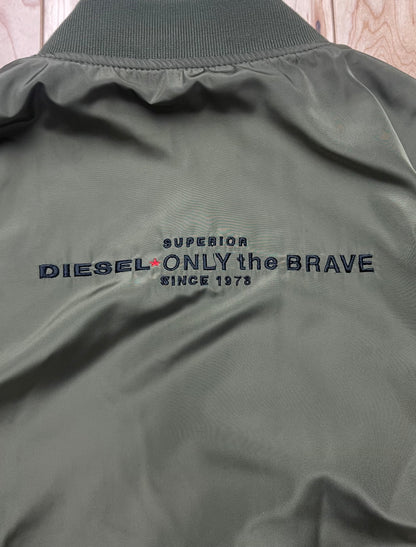 SUPERIOR
DIESEL*ONLY the BRAVE
SINCE 1978